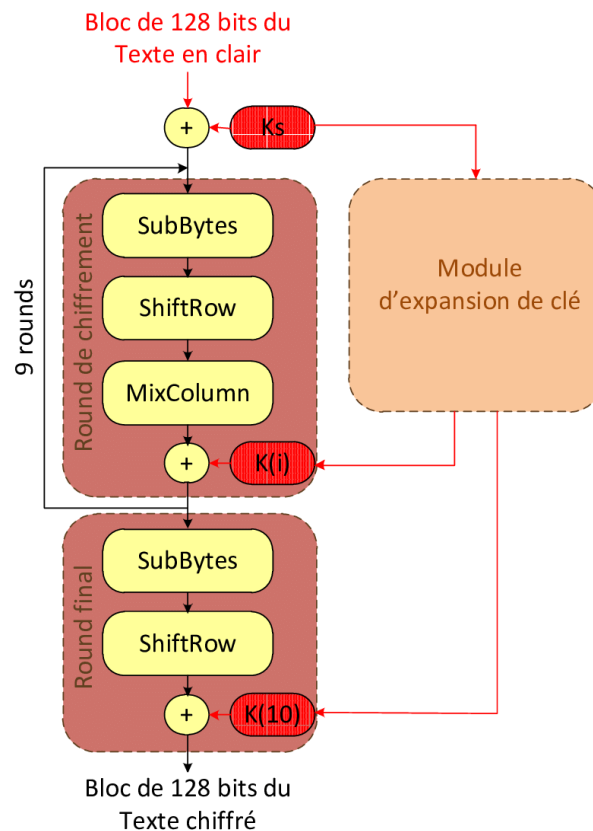 Bloc de 128 bits du
Texte en clair
+
Ks
Round de chiffrement
9 rounds
SubBytes
ShiftRow
MixColumn
+
K(i)
Module
d'expansion de clé
Round final
SubBytes
ShiftRow
+
K(10)
Bloc de 128 bits du
Texte chiffré